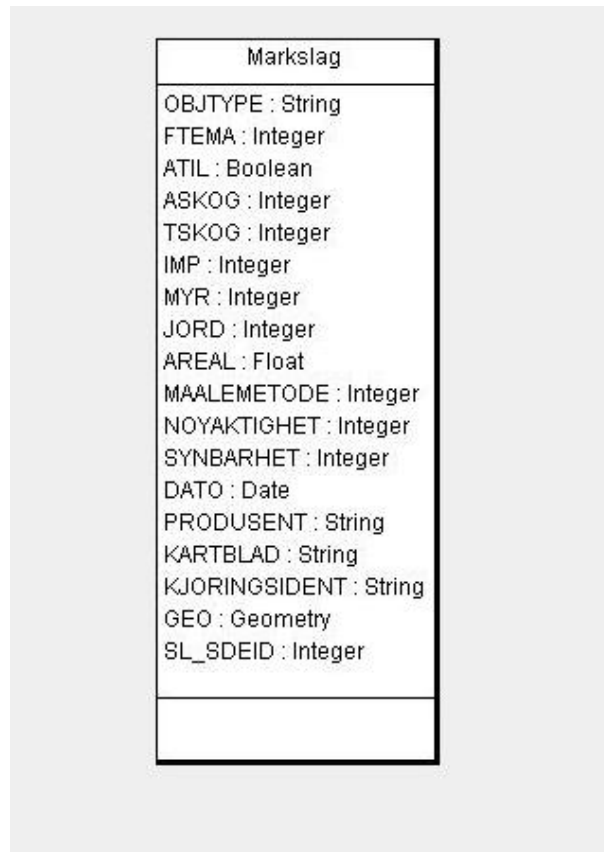 Markslag
OBJTYPE : String
FTEMA : Integer
ATIL : Boolean
ASKOG : Integer
TSKOG : Integer
IMP : Integer
MYR : Integer
JORD : Integer
AREAL : Float
MAALEMETODE : Integer
NOYAKTIGHET : Integer
SYNBARHET : Integer
DATO : Date
PRODUSENT : String
KARTBLAD : String
KJORINGSIDENT : String
GEO : Geometry
SL_SDEID : Integer